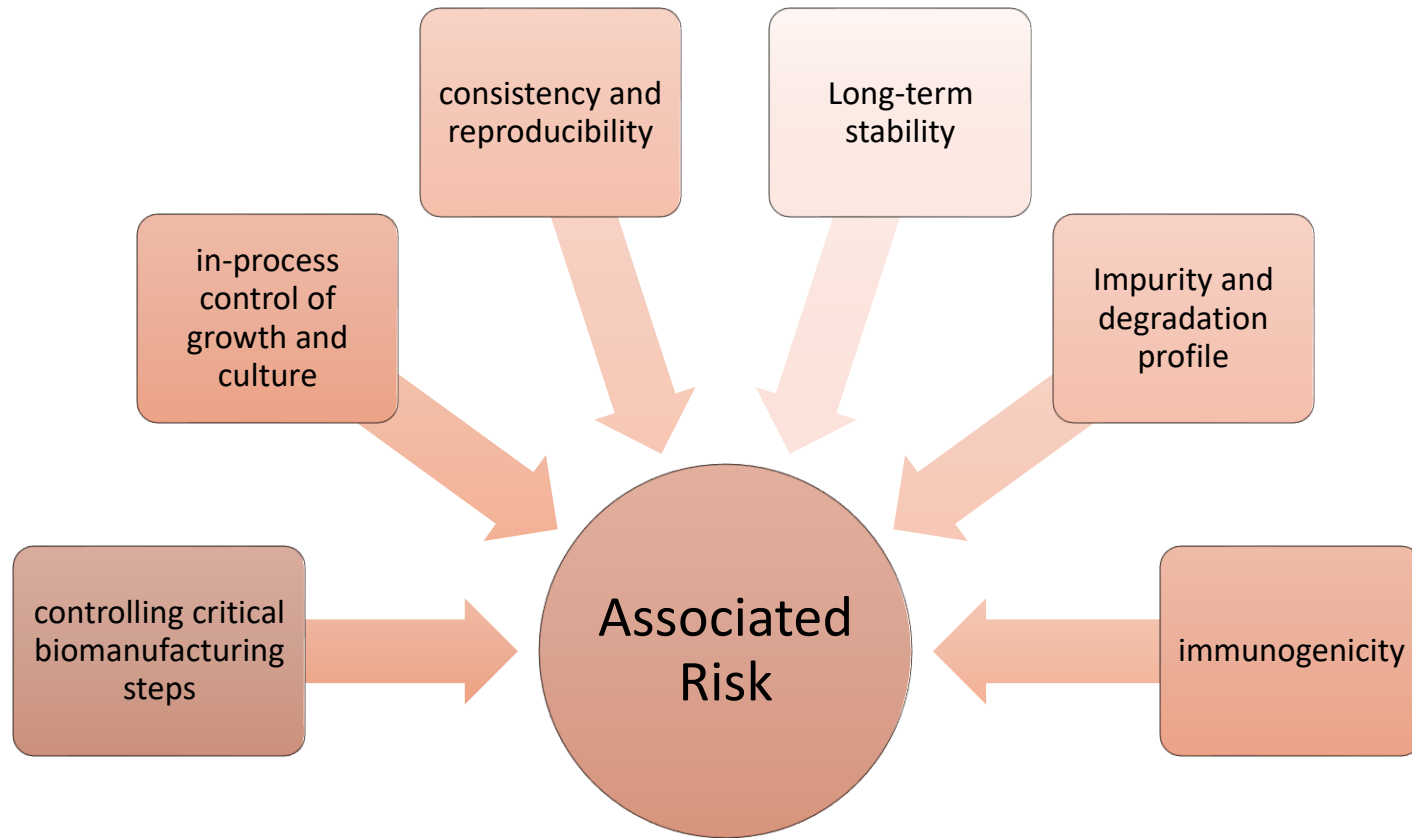 consistency and
reproducibility
Long-term
stability
in-process
control of
growth and
culture
Impurity and
degradation
profile
controlling critical
biomanufacturing
steps
Associated
Risk
immunogenicity